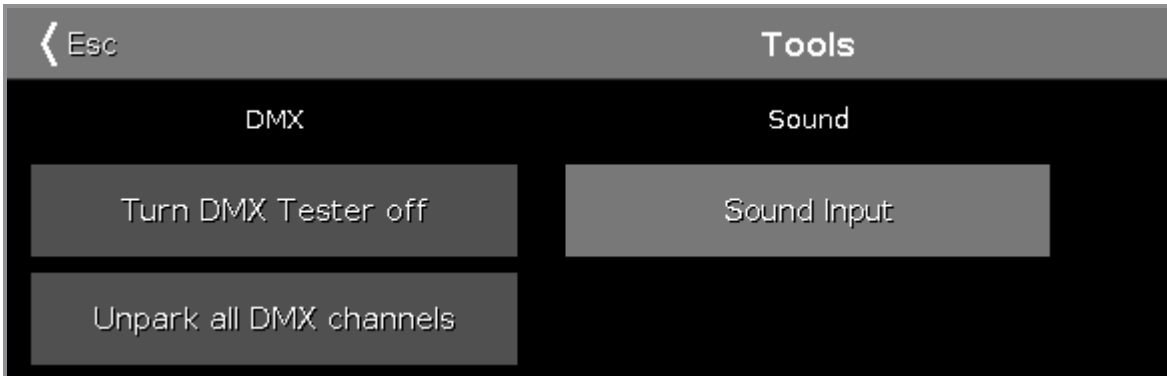 Esc
Tools
DMX
Sound
Turn DMX Tester off
Sound Input
Unpark all DMX channels